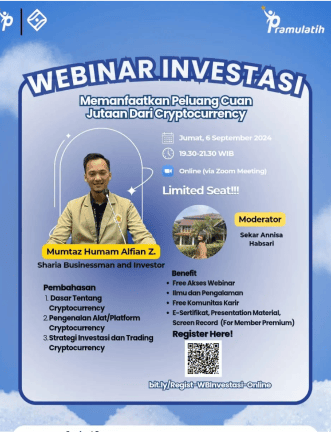 Pramulatih
WEBINAR INVESTASI
Memanfaatkan Peluang Cuan
Jutaan Dari Cryptocurrency
Jumat, 6 September 2024
19.30-21.30 WIB
Online (via Zoom Meeting)
Limited Seat!!!
Moderator
Sekar Annisa
Habsari
Mumtaz Humam Alfian Z.
Sharia Businessman and Investor
Pembahasan
1. Dasar Tentang
Cryptocurrency
2. Pengenalan Alat/Platform
Cryptocurrency
3. Strategi Investasi dan Trading
Cryptocurrency
Benefit
• Free Akses Webinar
• Ilmu dan Pengalaman
• Free Komunitas Karir
• E-Sertifikat, Presentation Material,
Screen Record (For Member Premium)
Register Here!
bit.ly/Regist-WBInvestasi-Online